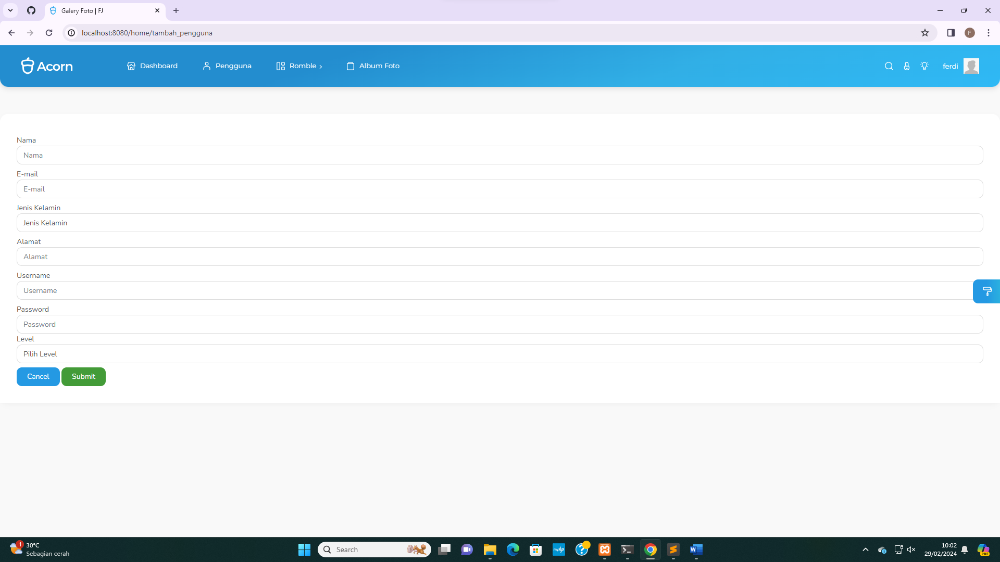 Galery Foto | FJ
localhost:8080/home/tambah_pengguna
F
Acorn
Dashboard
Pengguna
Romble
Album Foto
ferdi
Nama
Nama
E-mail
E-mail
Jenis Kelamin
Jenis Kelamin
Alamat
Alamat
Username
Username
Password
Password
Level
Pilih Level
Cancel Submit
1
30°C
Sebagian cerah
Search
myhp
W
PRE
10:02
29/02/2024